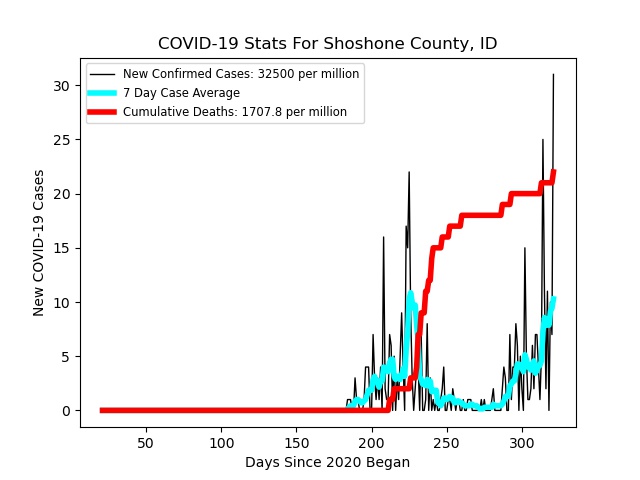 COVID-19 Stats For Shoshone County, ID
New Confirmed Cases: 32500 per million
7 Day Case Average
Cumulative Deaths: 1707.8 per million
New COVID-19 Cases
30
25
20
15
10
5
0
50 100 150 200 250 300
Days Since 2020 Began